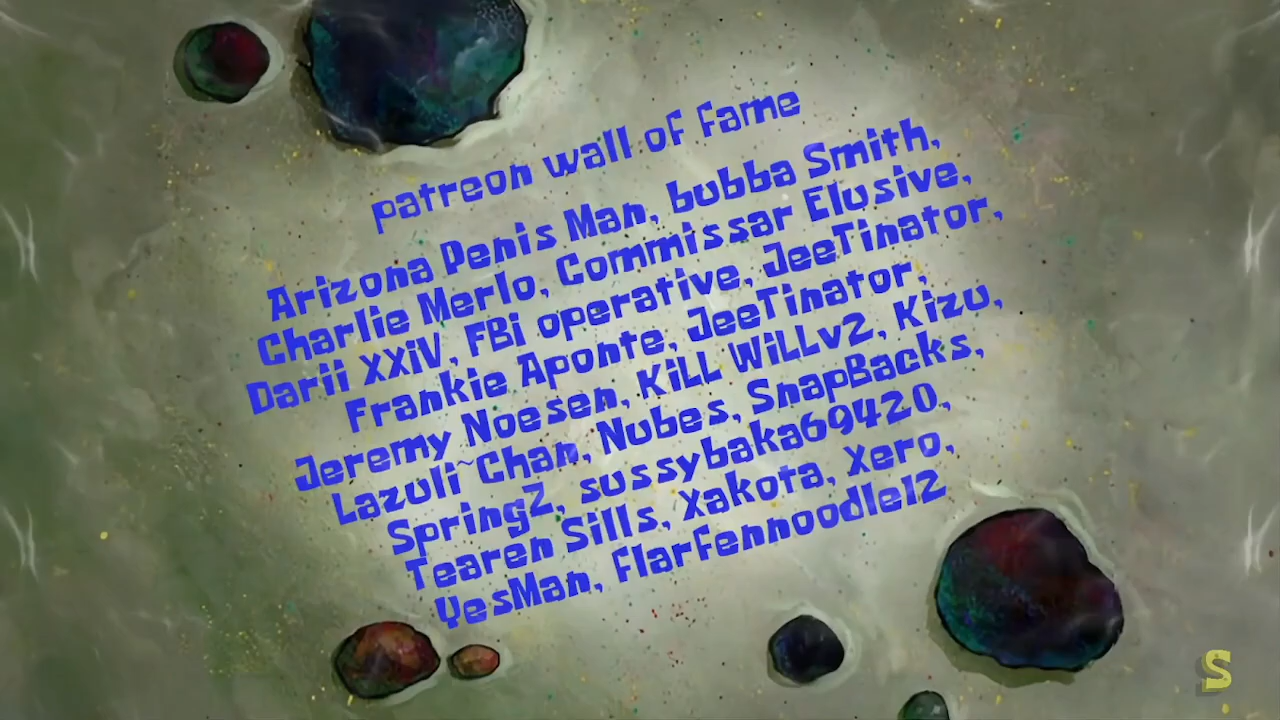 patreon wall of fame
Arizona Penis Man, bubba Smith,
Charlie Merlo, Commissar Elusive,
Darii XXiV, FBi operative, JeeTinator,
Frankie Aponte, JeeTinator,
Jeremy Noesen, KiLL WiLLv2, Kizu,
Lazuli~Chan, Nubes, SnapBacks,
SpringZ, sussybaka69420,
Tearen Sills, Xakota, Xero,
YesMan, flarfennoodle12
S